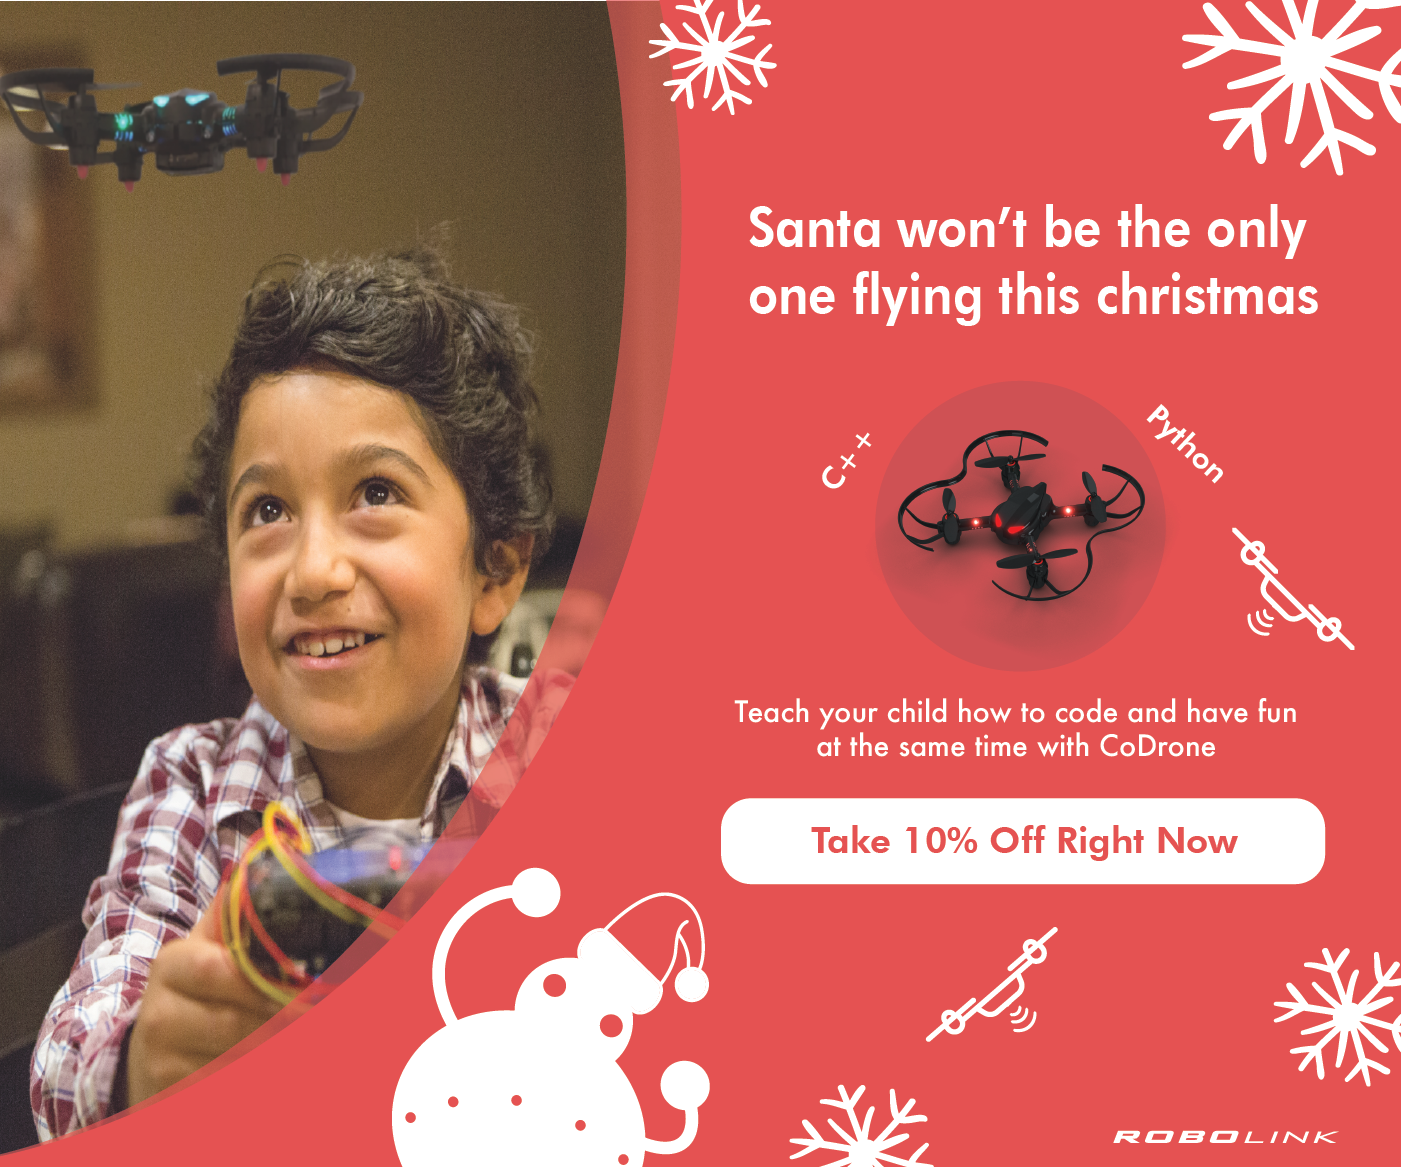 Santa won't be the only
one flying this christmas
C++
Python
Teach your child how to code and have fun
at the same time with CoDrone
Take 10% Off Right Now
ROBOLINK